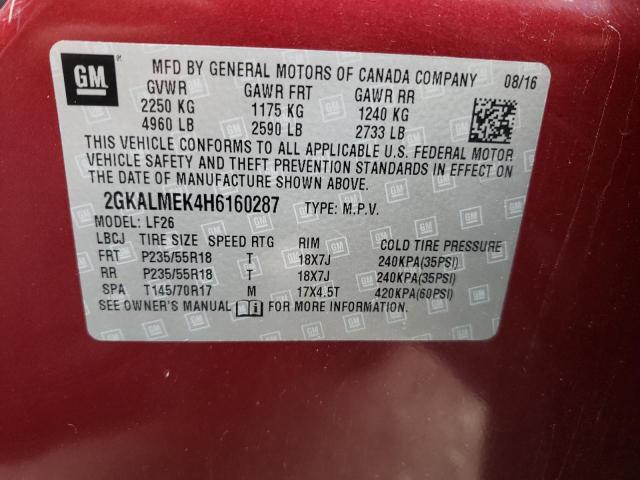 GM
MFD BY GENERAL MOTORS OF CANADA COMPANY 08/16
GVWR GAWR FRT GAWR RR
2250 KG 1175 KG 1240 KG
4960 LB 2590 LB 2733 LB
THIS VEHICLE CONFORMS TO ALL APPLICABLE U.S. FEDERAL MOTOR
VEHICLE SAFETY AND THEFT PREVENTION STANDARDS IN EFFECT ON
THE DATE OF MANUFACTURE SHOWN ABOVE.
2GKALMEK4H6160287 TYPE: M.P.V.
MODEL: LF26
LBCJ TIRE SIZE SPEED RTG RIM COLD TIRE PRESSURE
FRT P235/55R18 T 18X7J 240KPA(35PSI)
RR P235/55R18 T 18X7J 240KPA(35PSI)
SPA T145/70R17 M 17X4.5T 420KPA(60PSI)
SEE OWNER'S MANUAL FOR MORE INFORMATION.